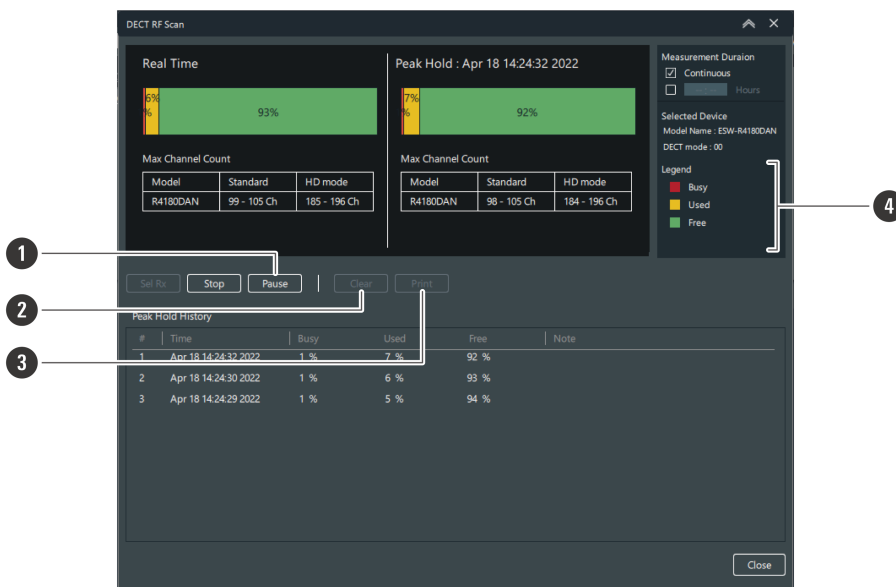 DECT RF Scan
Real Time
6%
%
93%
Max Channel Count
Model Standard HD mode
R4180DAN 99 - 105 Ch 185 - 196 Ch
Peak Hold : Apr 18 14:24:32 2022
7%
%
92%
Max Channel Count
Model Standard HD mode
R4180DAN 98 - 105 Ch 184 - 196 Ch
Measurement Duraion
Continuous
Hours
Selected Device
Model Name : ESW-R4180DAN
DECT mode : 00
Legend
Busy
Used
Free
4
1
2
3
Sel Rx Stop Pause Clear Print
Peak Hold History
# Time Busy Used Free Note
1 Apr 18 14:24:32 2022 1 % 7 % 92 %
2 Apr 18 14:24:30 2022 1 % 6 % 93 %
3 Apr 18 14:24:29 2022 1 % 5 % 94 %
Close